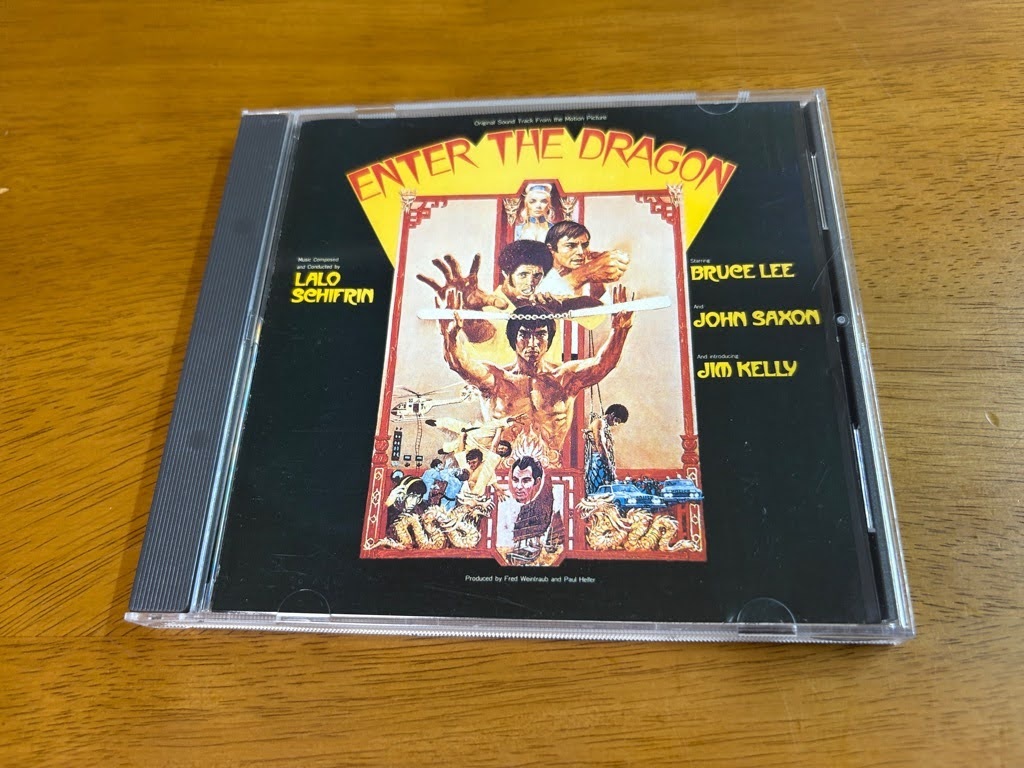 Original Sound Track From the Motion Picture
ENTER THE DRAGON
Music Composed
and Conducted by
LALO
SCHIFRIN
Starring
BRUCE LEE
And
JOHN SAXON
And introducing
JIM KELLY
Produced by Fred Weintraub and Paul Heller